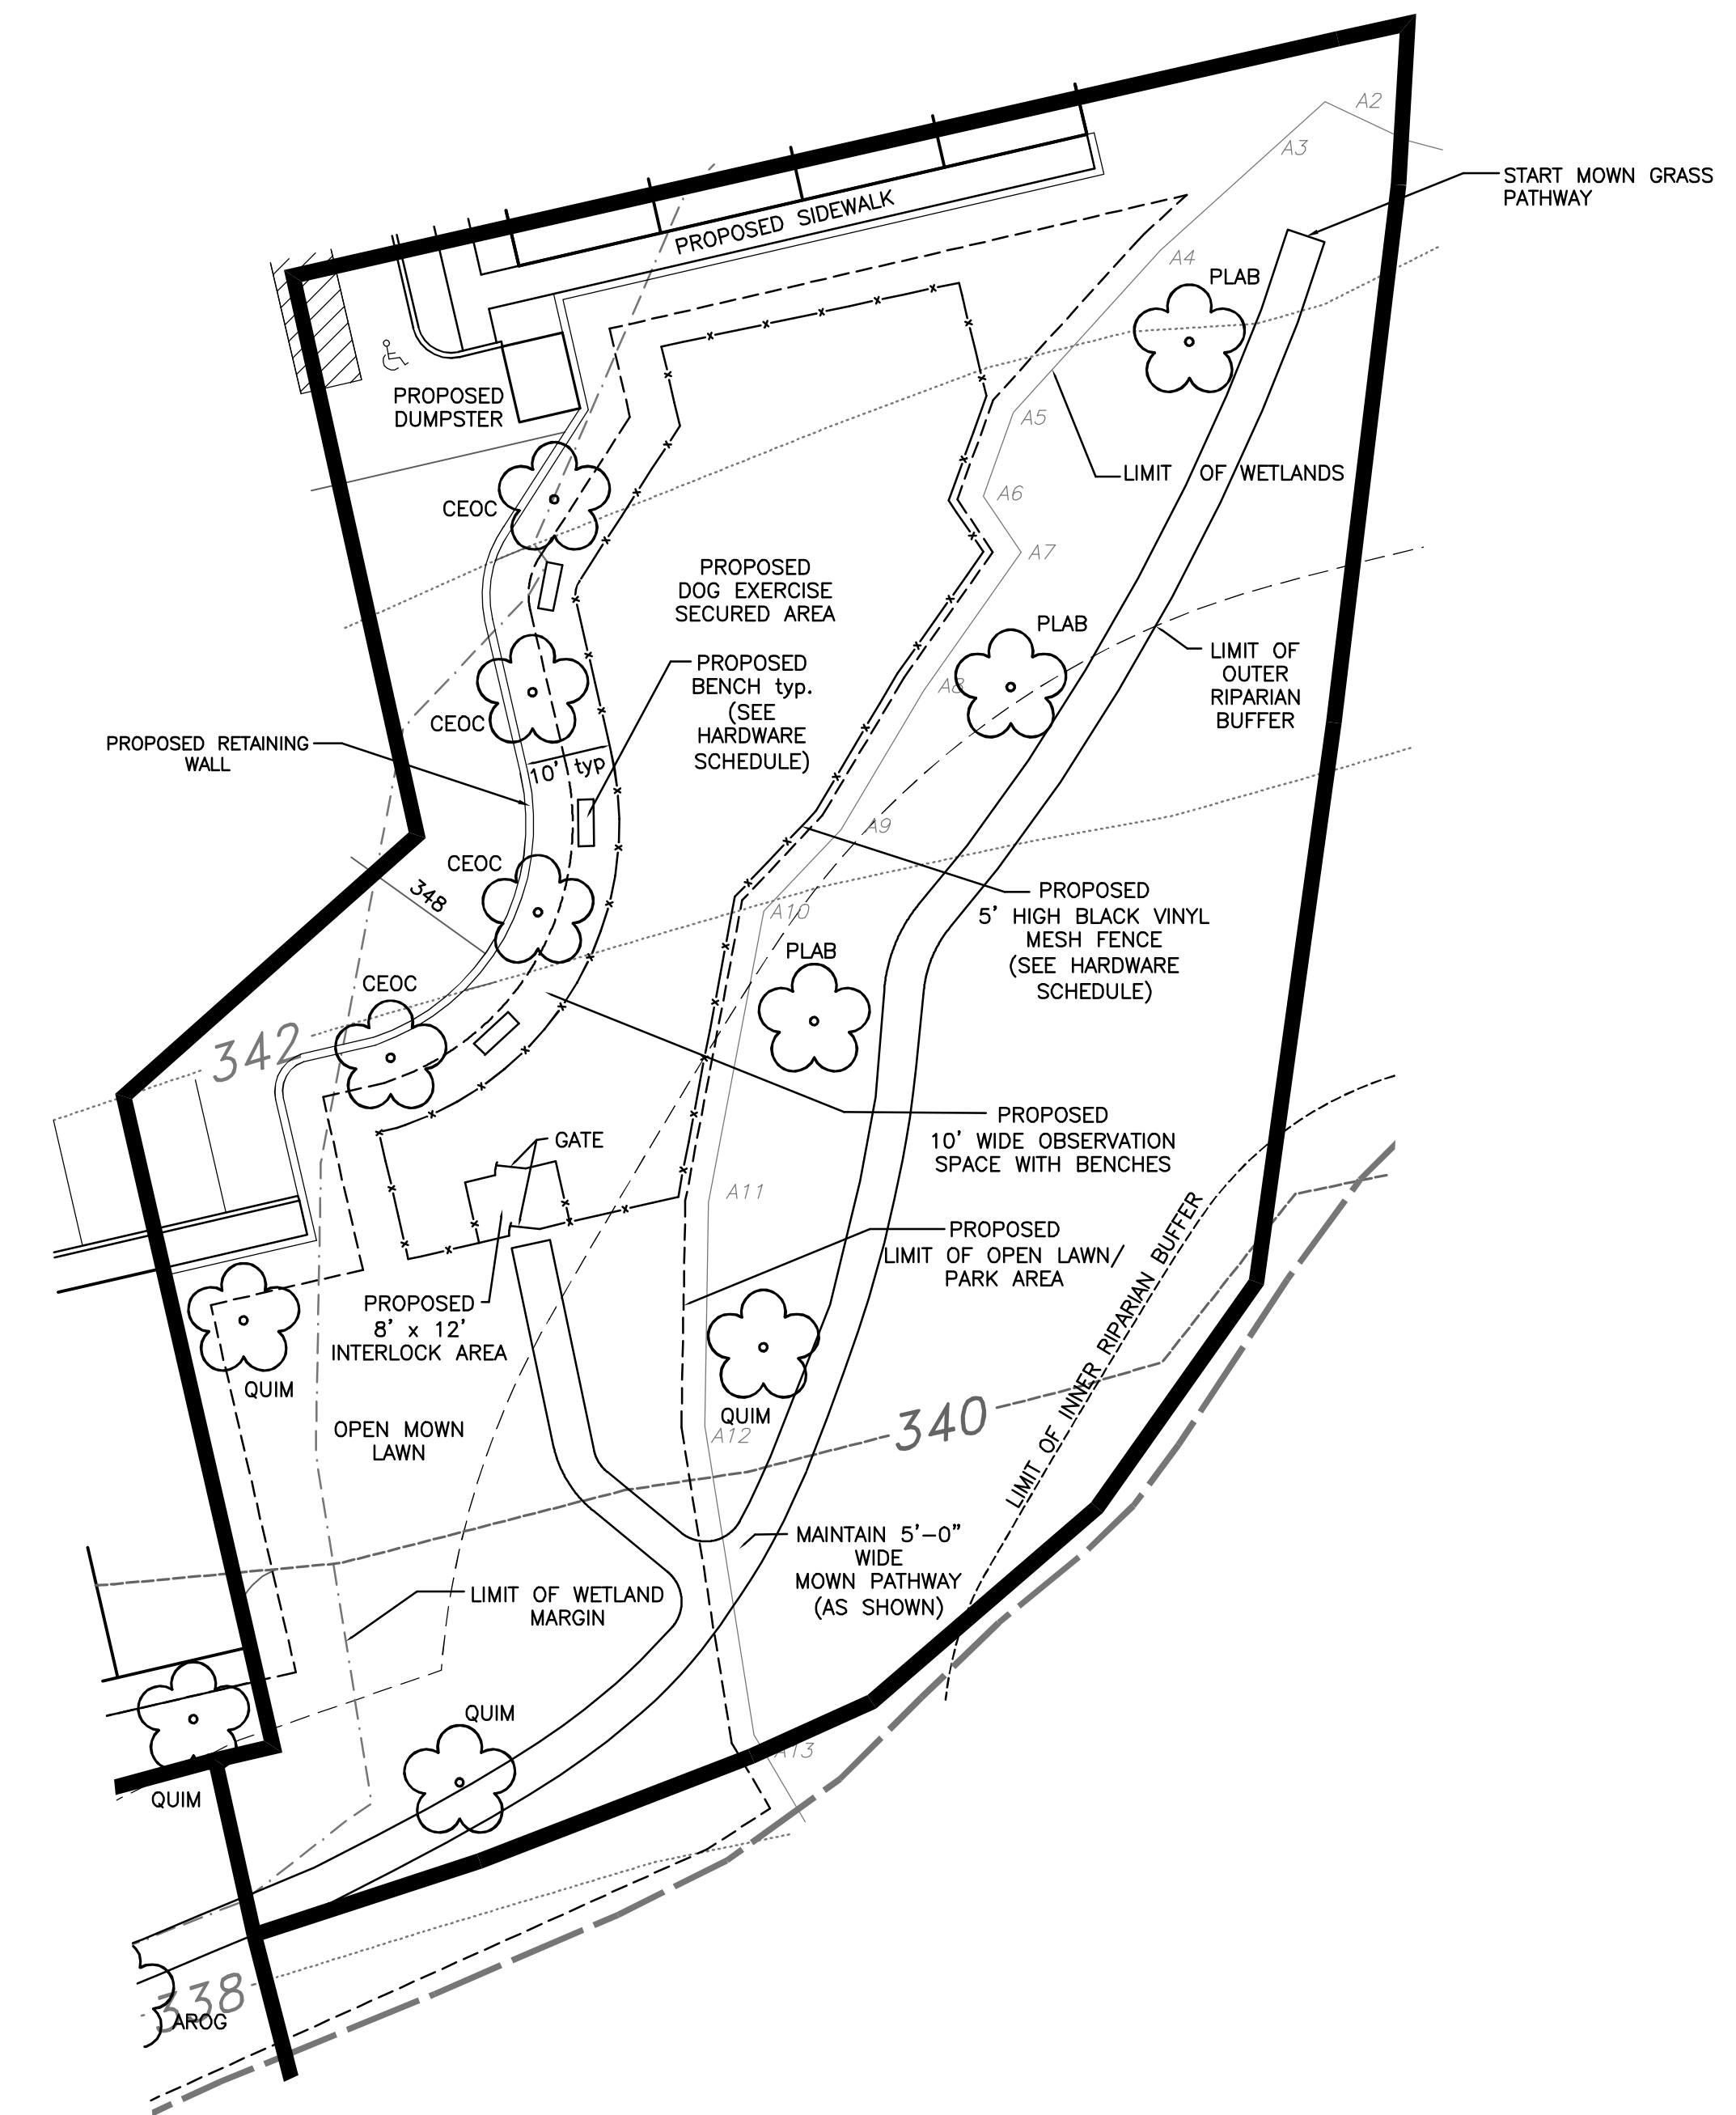 A2
A3
START MOWN GRASS
PATHWAY
PROPOSED SIDEWALK
A4
PLAB
PROPOSED
DUMPSTER
A5
LIMIT OF WETLANDS
A6
CEOC
A7
PROPOSED
DOG EXERCISE
SECURED AREA
PLAB
LIMIT OF
OUTER
RIPARIAN
BUFFER
PROPOSED
BENCH typ.
(SEE
HARDWARE
SCHEDULE)
A8
CEOC
PROPOSED RETAINING
WALL
10' typ
A9
CEOC
348
PROPOSED
5' HIGH BLACK VINYL
MESH FENCE
(SEE HARDWARE
SCHEDULE)
A10
PLAB
CEOC
342
PROPOSED
10' WIDE OBSERVATION
SPACE WITH BENCHES
GATE
A11
PROPOSED
LIMIT OF OPEN LAWN/
PARK AREA
LIMIT OF INNER RIPARIAN BUFFER
PROPOSED
8' x 12'
INTERLOCK AREA
QUIM
QUIM
OPEN MOWN
LAWN
A12
340
MAINTAIN 5'-0"
WIDE
MOWN PATHWAY
(AS SHOWN)
LIMIT OF WETLAND
MARGIN
QUIM
A13
QUIM
338
AROG